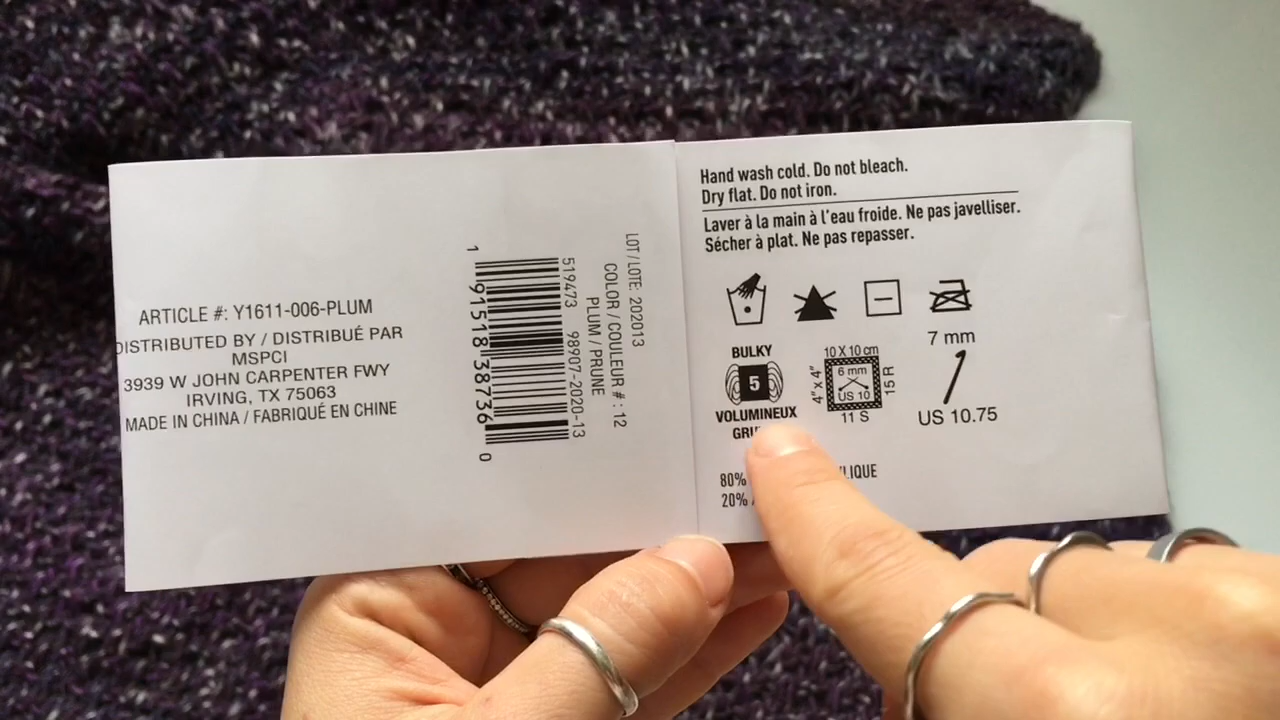 ARTICLE #: Y1611-006-PLUM
DISTRIBUTED BY / DISTRIBUÉ PAR
MSPCI
3939 W JOHN CARPENTER FWY
IRVING, TX 75063
MADE IN CHINA / FABRIQUÉ EN CHINE
LOT / LOTE: 202013
COLOR / COULEUR # : 12
PLUM / PRUNE
519473 98907-2020-13
1 91518 38736 0
Hand wash cold. Do not bleach.
Dry flat. Do not iron.
Laver à la main à l'eau froide. Ne pas javelliser.
Sécher à plat. Ne pas repasser.
BULKY
5
VOLUMINEUX
10 X 10 cm
4" x 4"
6 mm
US 10
15 R
11 S
7 mm
US 10.75
80%
20%